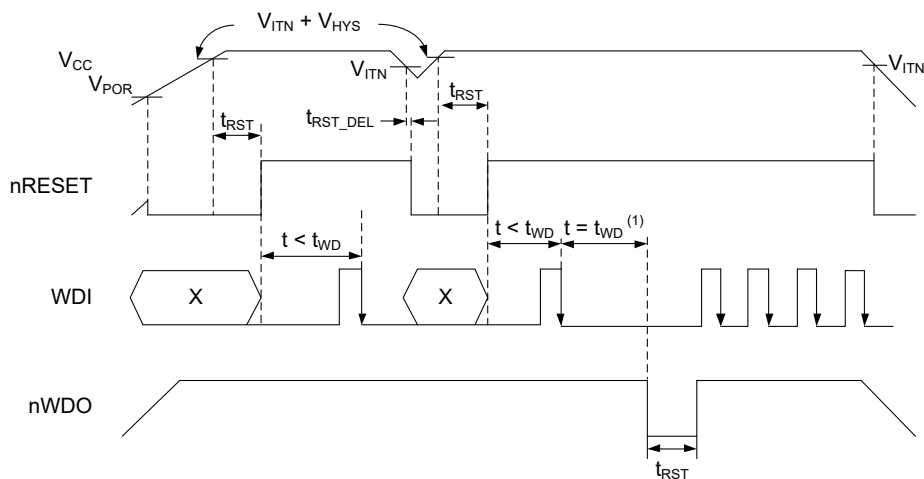 V_ITN + V_HYS
V_CC
V_POR
V_ITN
V_ITN
t_RST
t_RST_DEL
t_RST
nRESET
t < t_WD
t < t_WD
t = t_WD (1)
WDI
X
X
nWDO
t_RST